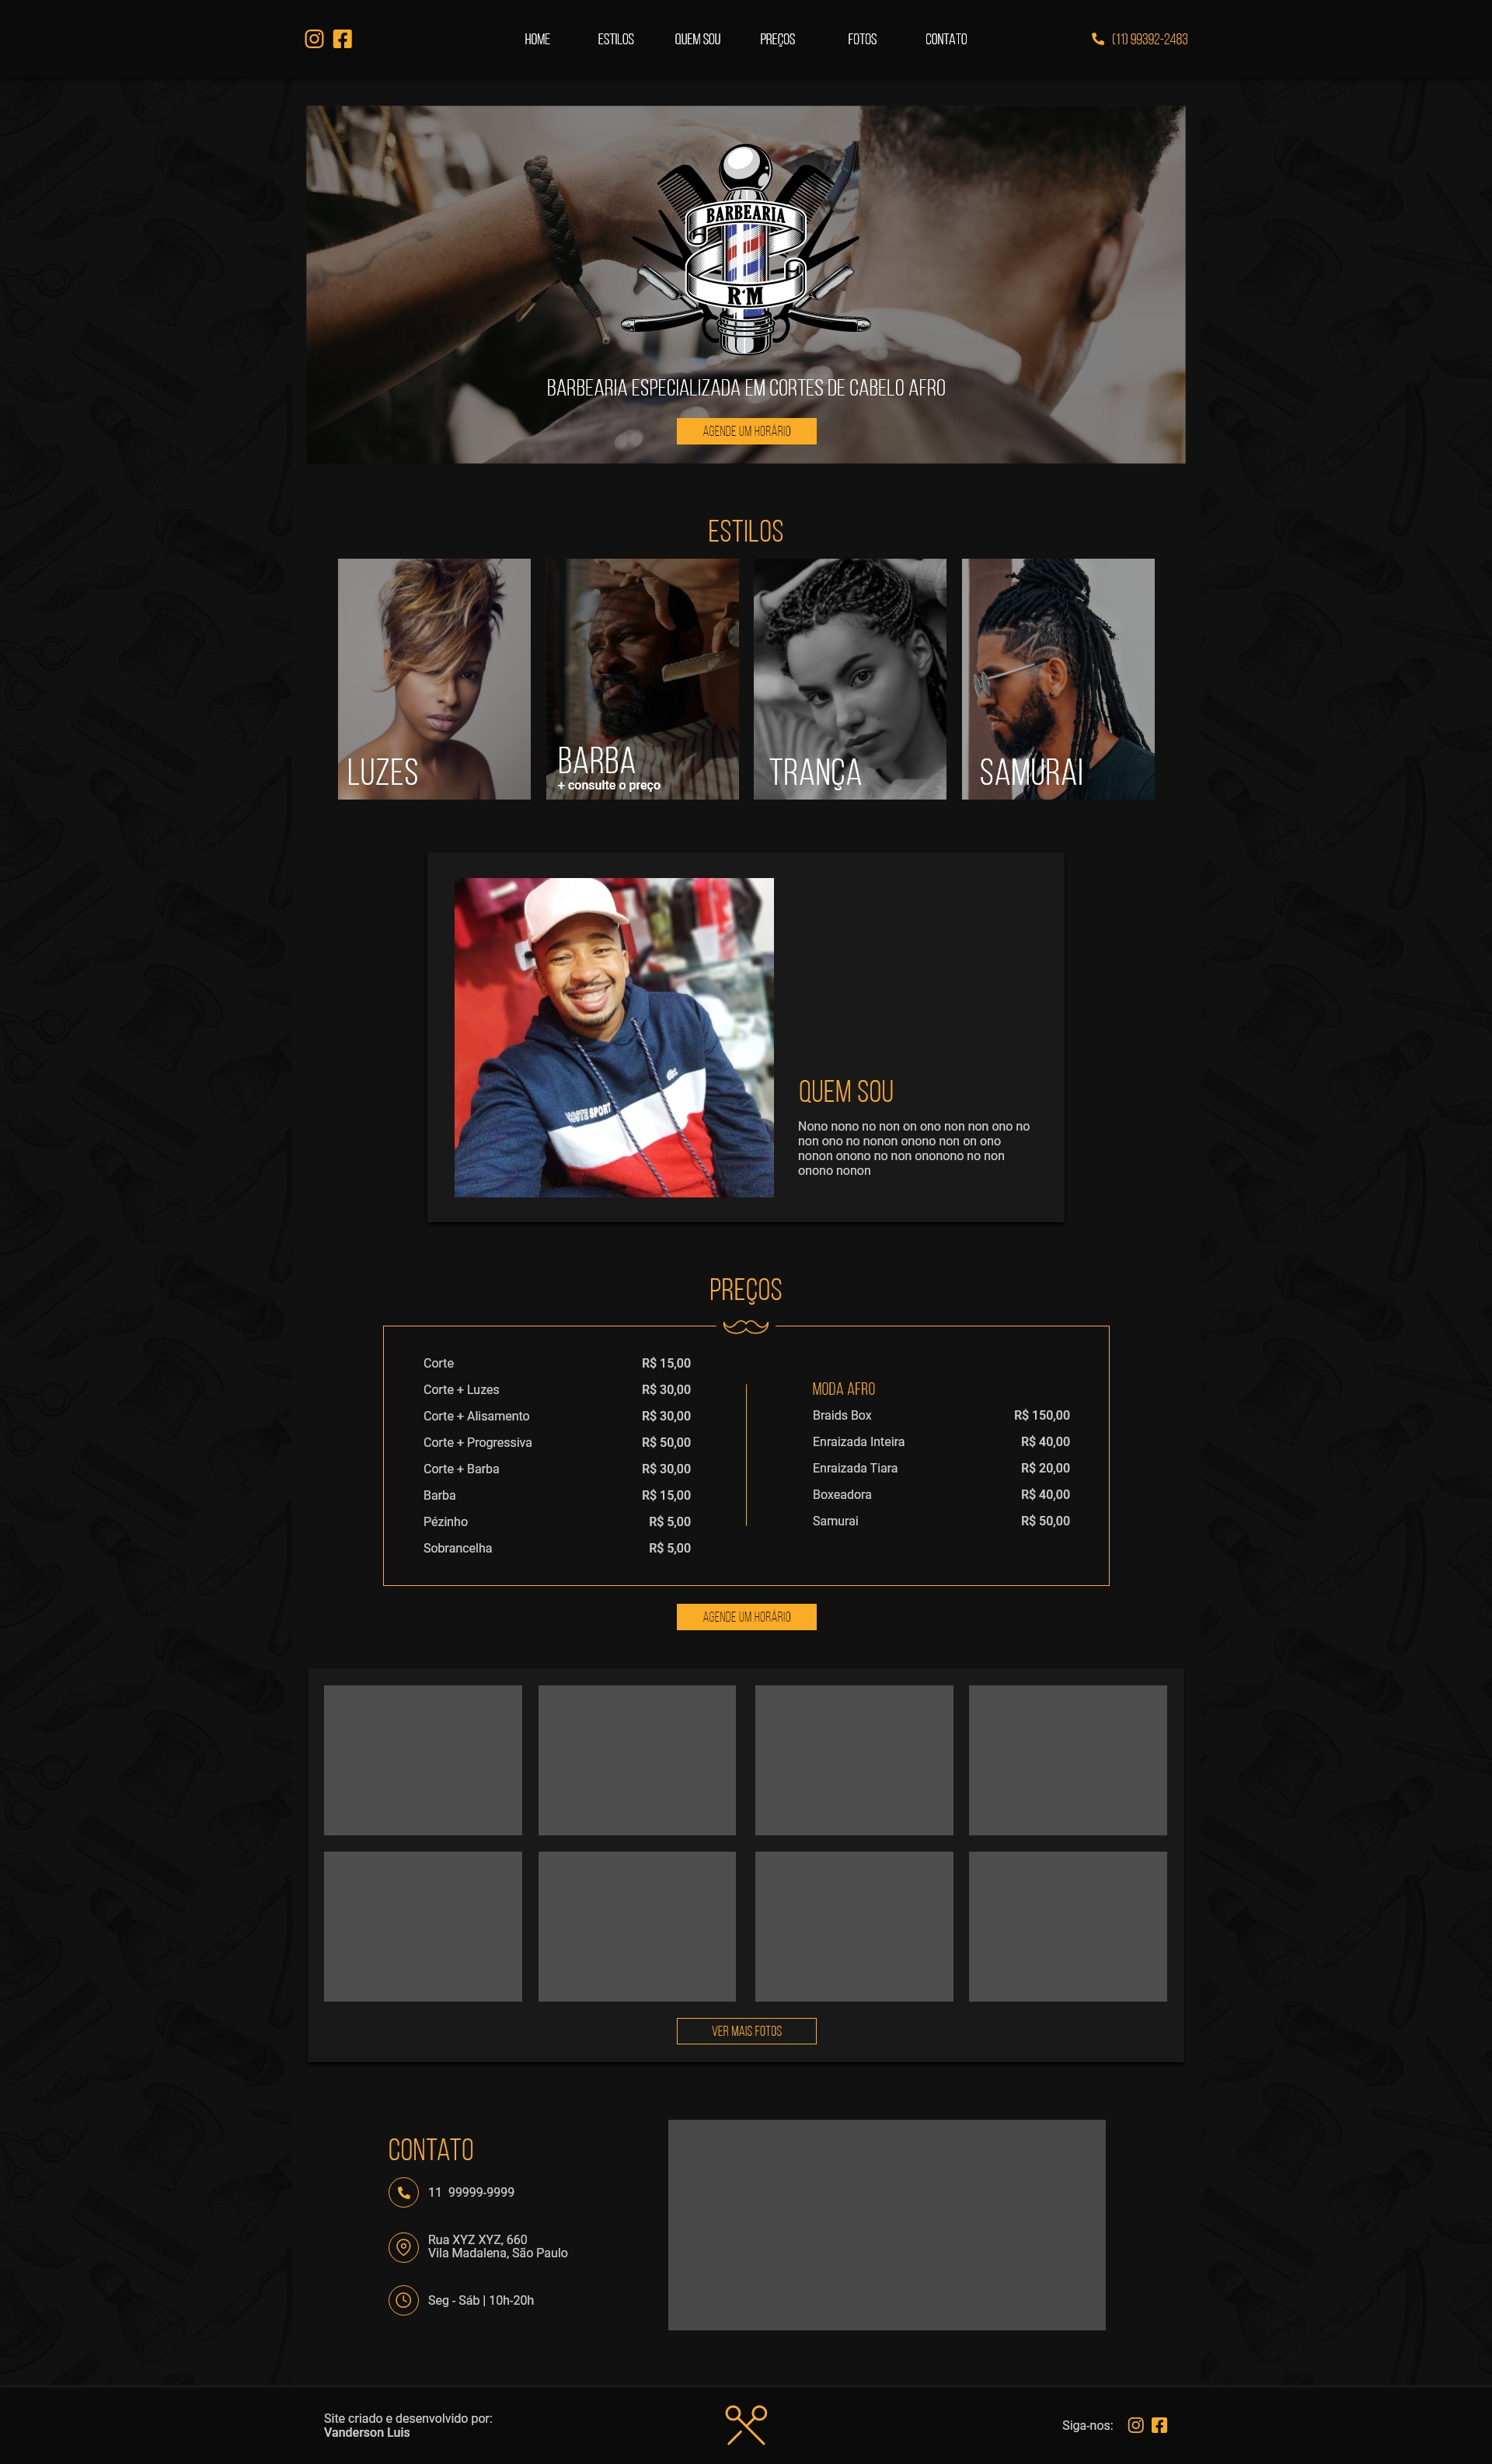 HOME
ESTILOS
QUEM SOU
PREÇOS
FOTOS
CONTATO
(11) 99392-2483
BARBEARIA
R'M
BARBEARIA ESPECIALIZADA EM CORTES DE CABELO AFRO
AGENDE UM HORÁRIO
ESTILOS
LUZES
BARBA
+ consulte o preço
TRANÇA
SAMURAI
SPORT
QUEM SOU
Nono nono no non on ono non non ono no
non ono no nonon onono non on ono
nonon onono no non ononono no non
onono nonon
PREÇOS
Corte R$ 15,00
Corte + Luzes R$ 30,00
Corte + Alisamento R$ 30,00
Corte + Progressiva R$ 50,00
Corte + Barba R$ 30,00
Barba R$ 15,00
Pézinho R$ 5,00
Sobrancelha R$ 5,00
MODA AFRO
Braids Box R$ 150,00
Enraizada Inteira R$ 40,00
Enraizada Tiara R$ 20,00
Boxeadora R$ 40,00
Samurai R$ 50,00
AGENDE UM HORÁRIO
VER MAIS FOTOS
CONTATO
11 99999-9999
Rua XYZ XYZ, 660
Vila Madalena, São Paulo
Seg - Sáb | 10h-20h
Site criado e desenvolvido por:
Vanderson Luis
Siga-nos: